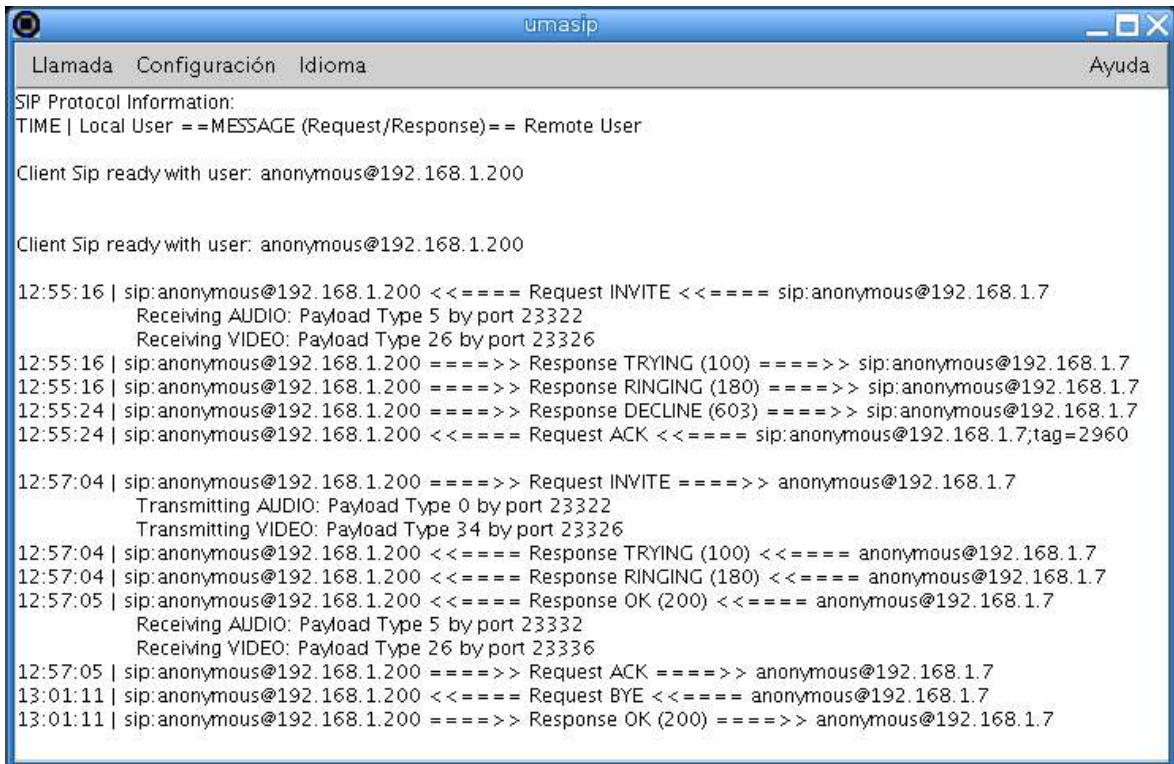 umasip
Llamada Configuración Idioma Ayuda
SIP Protocol Information:
TIME | Local User ==MESSAGE (Request/Response)== Remote User
Client Sip ready with user: anonymous@192.168.1.200
Client Sip ready with user: anonymous@192.168.1.200
12:55:16 | sip:anonymous@192.168.1.200 <<==== Request INVITE <<==== sip:anonymous@192.168.1.7
Receiving AUDIO: Payload Type 5 by port 23322
Receiving VIDEO: Payload Type 26 by port 23326
12:55:16 | sip:anonymous@192.168.1.200 ====>> Response TRYING (100) ====>> sip:anonymous@192.168.1.7
12:55:16 | sip:anonymous@192.168.1.200 ====>> Response RINGING (180) ====>> sip:anonymous@192.168.1.7
12:55:24 | sip:anonymous@192.168.1.200 ====>> Response DECLINE (603) ====>> sip:anonymous@192.168.1.7
12:55:24 | sip:anonymous@192.168.1.200 <<==== Request ACK <<==== sip:anonymous@192.168.1.7;tag=2960
12:57:04 | sip:anonymous@192.168.1.200 ====>> Request INVITE ====>> anonymous@192.168.1.7
Transmitting AUDIO: Payload Type 0 by port 23322
Transmitting VIDEO: Payload Type 34 by port 23326
12:57:04 | sip:anonymous@192.168.1.200 <<==== Response TRYING (100) <<==== anonymous@192.168.1.7
12:57:04 | sip:anonymous@192.168.1.200 <<==== Response RINGING (180) <<==== anonymous@192.168.1.7
12:57:05 | sip:anonymous@192.168.1.200 <<==== Response OK (200) <<==== anonymous@192.168.1.7
Receiving AUDIO: Payload Type 5 by port 23332
Receiving VIDEO: Payload Type 26 by port 23336
12:57:05 | sip:anonymous@192.168.1.200 ====>> Request ACK ====>> anonymous@192.168.1.7
13:01:11 | sip:anonymous@192.168.1.200 <<==== Request BYE <<==== anonymous@192.168.1.7
13:01:11 | sip:anonymous@192.168.1.200 ====>> Response OK (200) ====>> anonymous@192.168.1.7